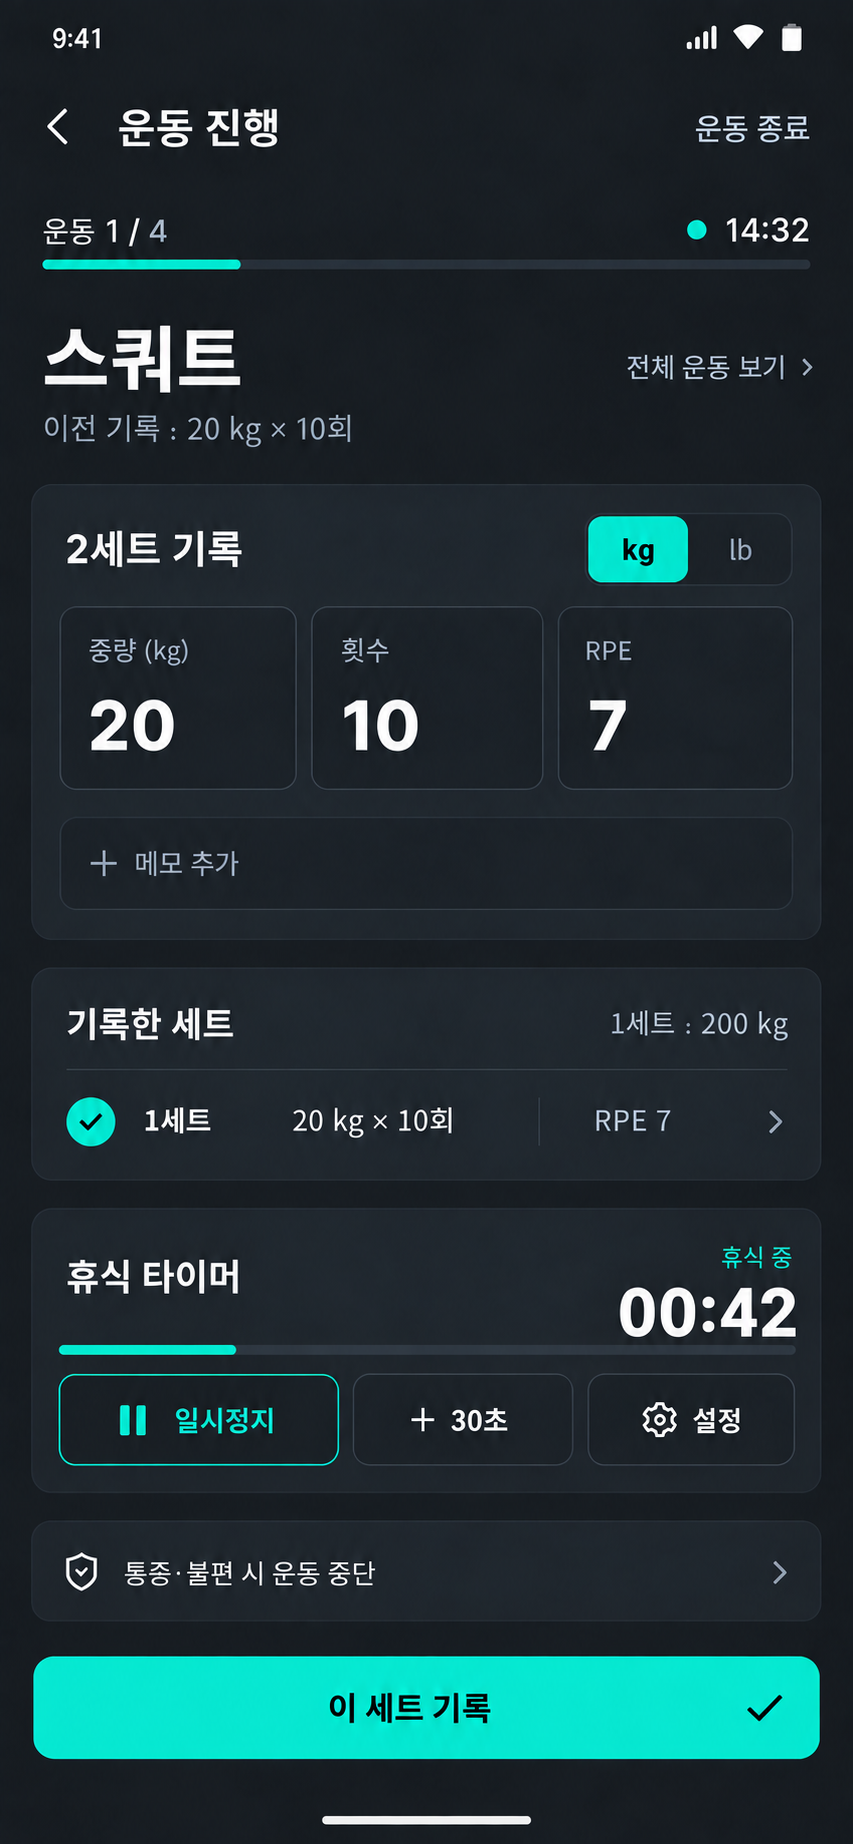 9:41
운동 진행
운동 종료
운동 1 / 4
14:32
스쿼트
전체 운동 보기
이전 기록 : 20 kg × 10회
2세트 기록
kg
lb
중량 (kg)
횟수
RPE
20
10
7
+ 메모 추가
기록한 세트
1세트 : 200 kg
1세트
20 kg × 10회
RPE 7
휴식 타이머
휴식 중
00:42
일시정지
+ 30초
설정
통증·불편 시 운동 중단
이 세트 기록